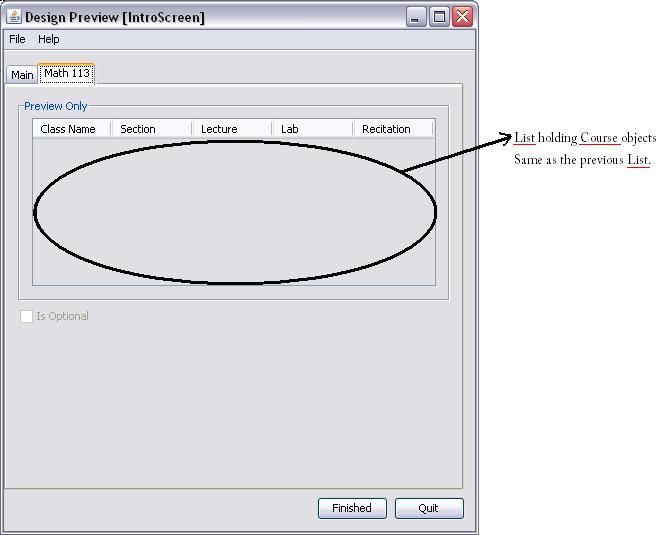 Design Preview [IntroScreen]
File Help
Main Math 113
Preview Only
Class Name Section Lecture Lab Recitation
List holding Course objects
Same as the previous List.
Is Optional
Finished Quit